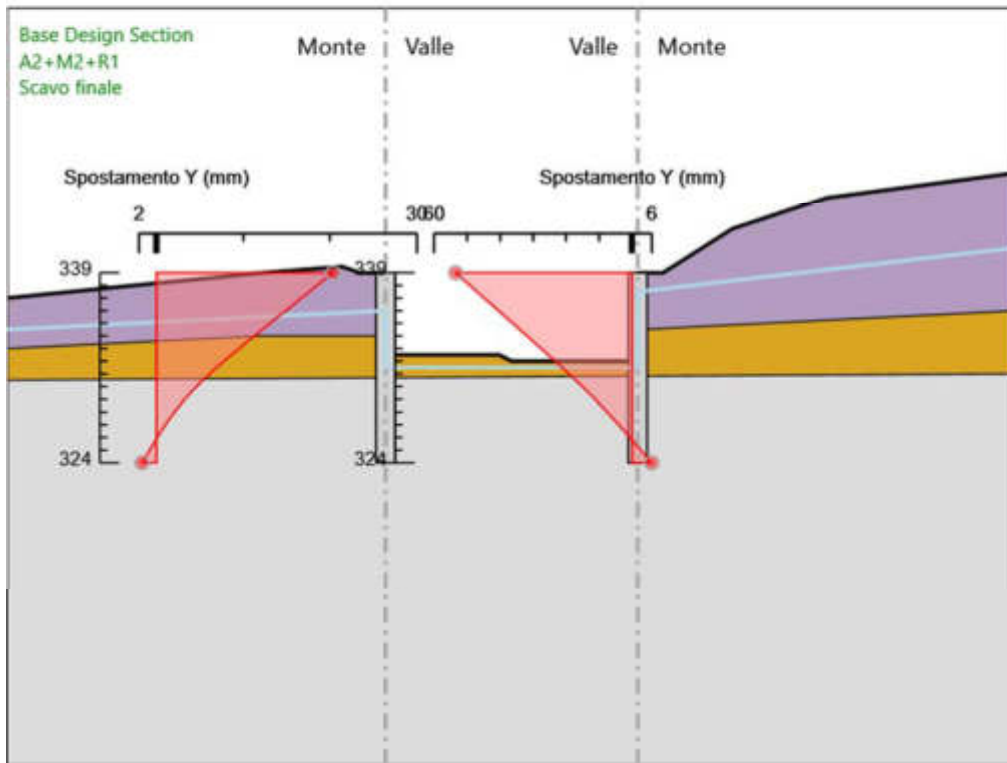 Base Design Section
A2+M2+R1
Scavo finale
Monte Valle Valle Monte
Spostamento Y (mm) Spostamento Y (mm)
2 30 60 6
339 339
324 324